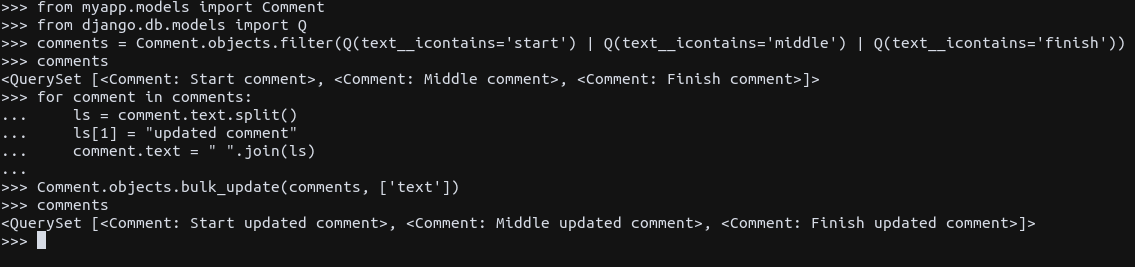 >>> from myapp.models import Comment
>>> from django.db.models import Q
>>> comments = Comment.objects.filter(Q(text__icontains='start') | Q(text__icontains='middle') | Q(text__icontains='finish'))
>>> comments
<QuerySet [<Comment: Start comment>, <Comment: Middle comment>, <Comment: Finish comment>]>
>>> for comment in comments:
...     ls = comment.text.split()
...     ls[1] = "updated comment"
...     comment.text = " ".join(ls)
...
>>> Comment.objects.bulk_update(comments, ['text'])
>>> comments
<QuerySet [<Comment: Start updated comment>, <Comment: Middle updated comment>, <Comment: Finish updated comment>]>
>>>